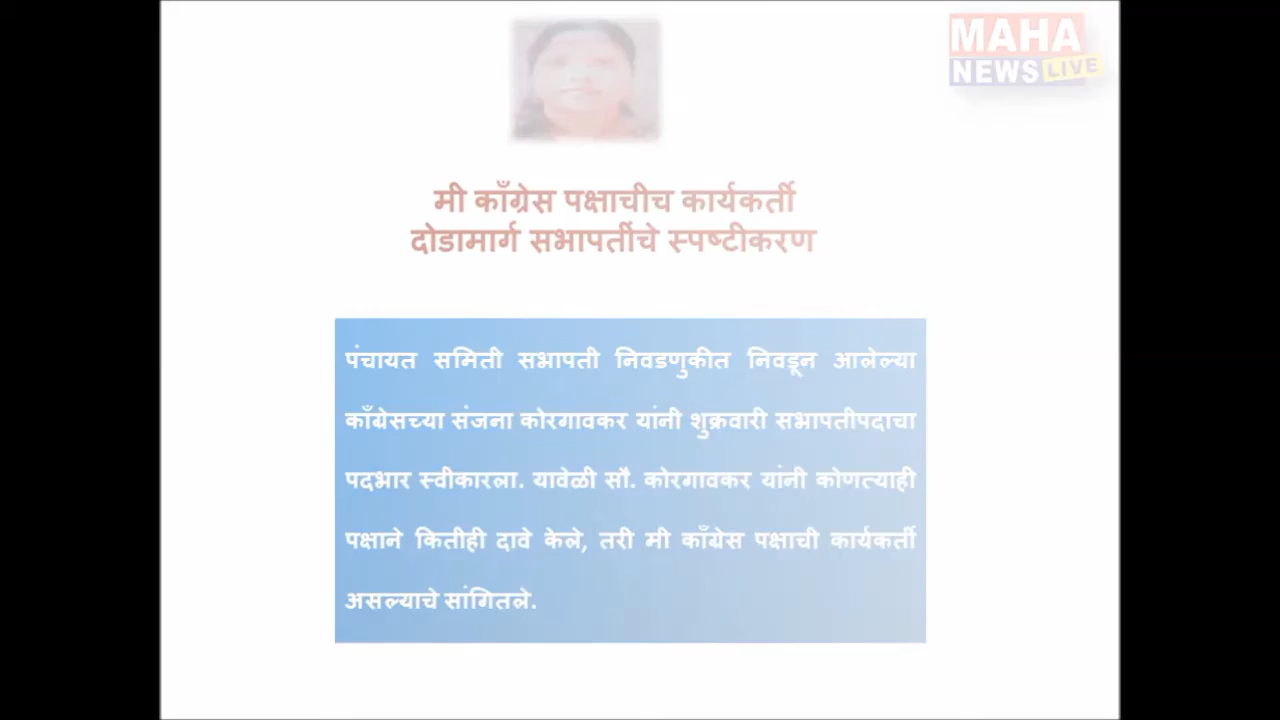 MAHA
NEWS LIVE
मी काँग्रेस पक्षाचीच कार्यकर्ती
दोडामार्ग सभापतींचे स्पष्टीकरण
पंचायत समिती सभापती निवडणुकीत निवडून आलेल्या
काँग्रेसच्या संजना कोरगावकर यांनी शुक्रवारी सभापतीपदाचा
पदभार स्वीकारला. यावेळी सौ. कोरगावकर यांनी कोणत्याही
पक्षाने कितीही दावे केले, तरी मी काँग्रेस पक्षाची कार्यकर्ती
असल्याचे सांगितले.